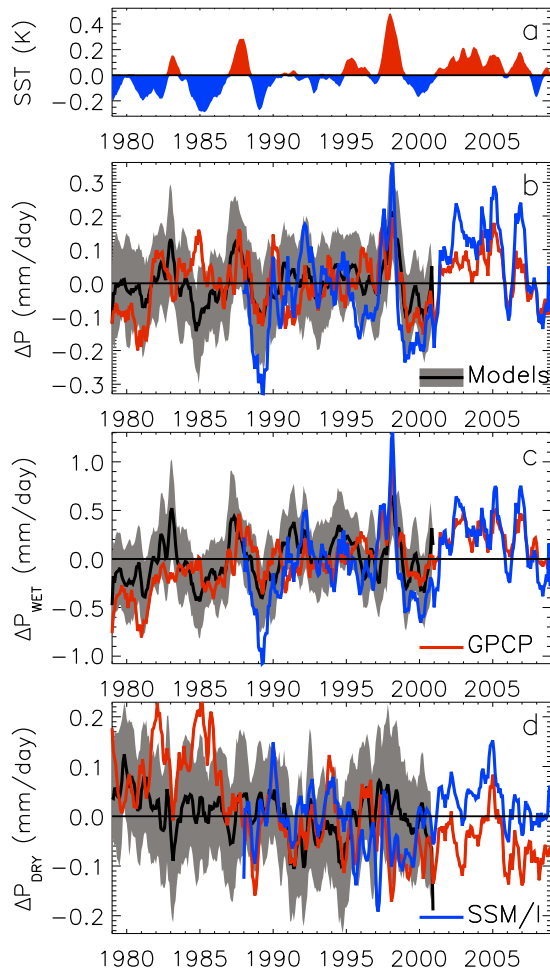 a
SST (K)
0.4
0.2
0.0
−0.2
1980 1985 1990 1995 2000 2005
b
ΔP (mm/day)
0.3
0.2
0.1
0.0
−0.1
−0.2
−0.3
Models
1980 1985 1990 1995 2000 2005
c
ΔP_WET (mm/day)
1.0
0.5
0.0
−0.5
−1.0
GPCP
1980 1985 1990 1995 2000 2005
d
ΔP_DRY (mm/day)
0.2
0.1
0.0
−0.1
−0.2
SSM/I
1980 1985 1990 1995 2000 2005